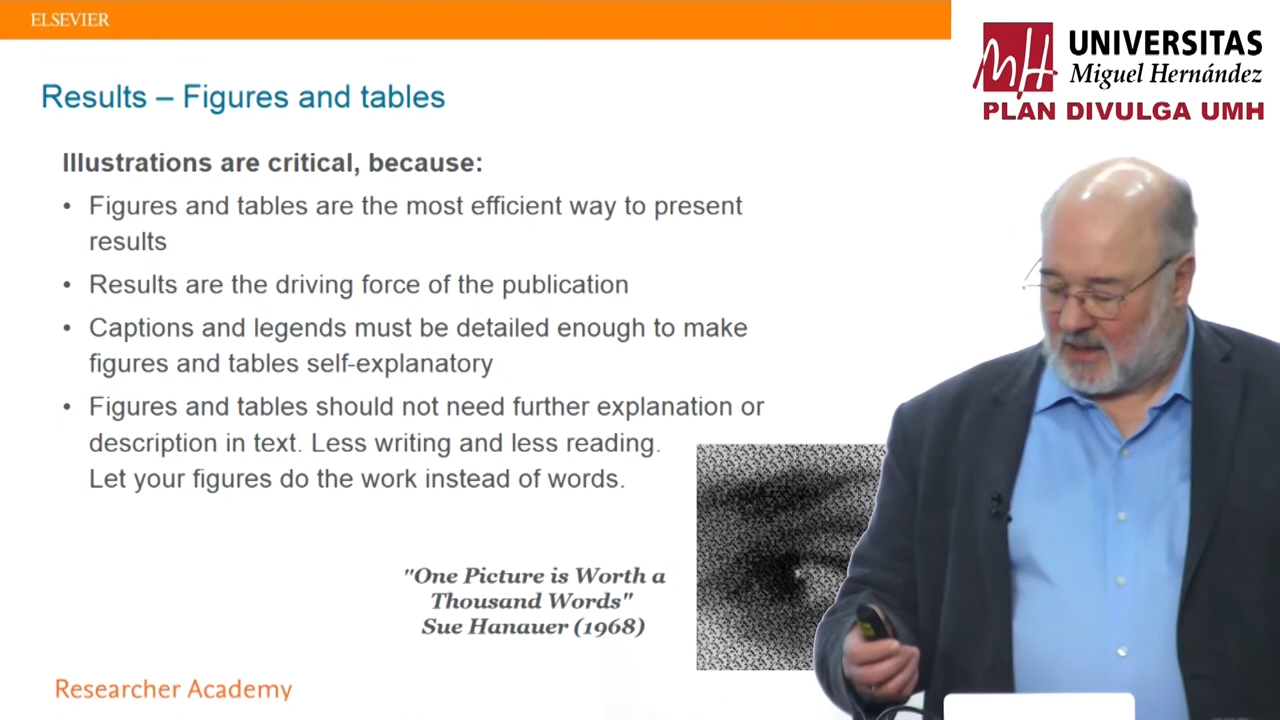 ELSEVIER
UNIVERSITAS
Miguel Hernández
PLAN DIVULGA UMH
Results – Figures and tables
Illustrations are critical, because:
• Figures and tables are the most efficient way to present
results
• Results are the driving force of the publication
• Captions and legends must be detailed enough to make
figures and tables self-explanatory
• Figures and tables should not need further explanation or
description in text. Less writing and less reading.
Let your figures do the work instead of words.
"One Picture is Worth a
Thousand Words"
Sue Hanauer (1968)
Researcher Academy